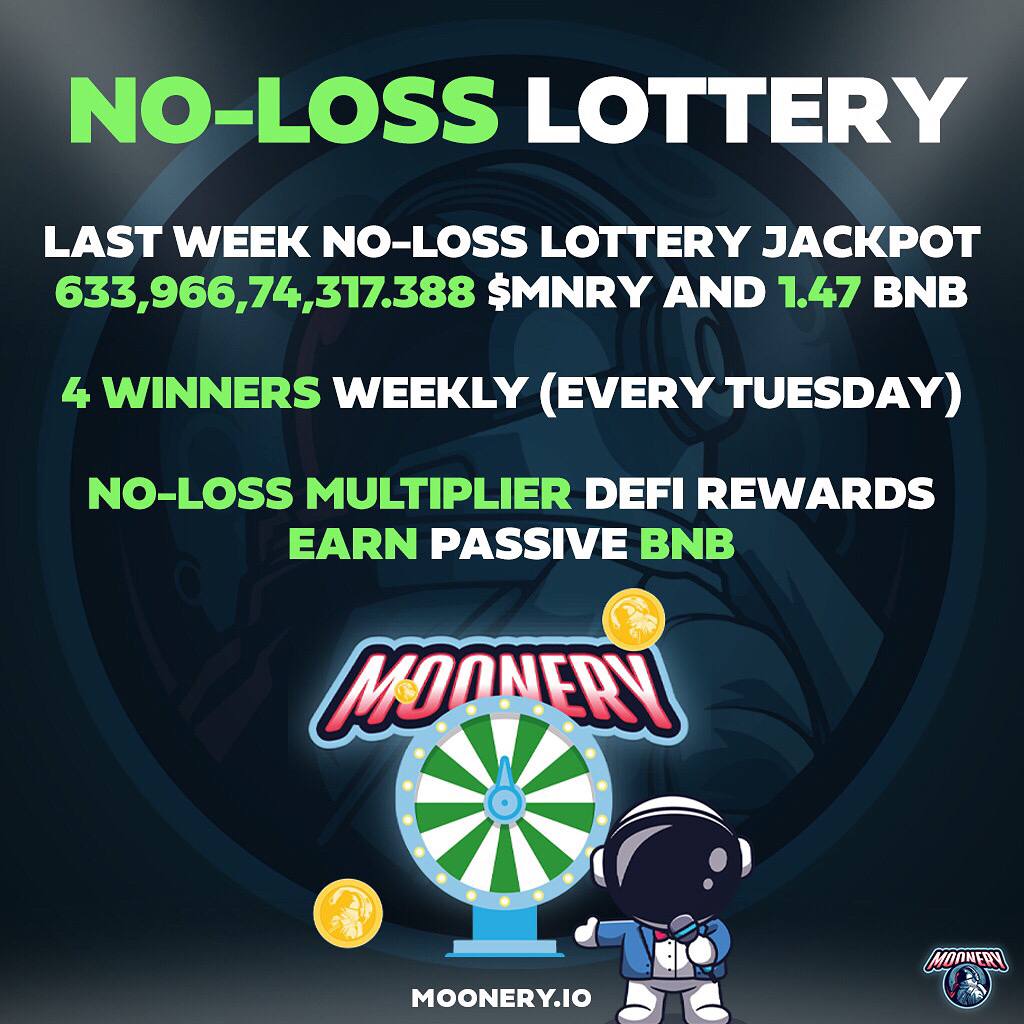 NO-LOSS LOTTERY
LAST WEEK NO-LOSS LOTTERY JACKPOT
633,966,74,317.388 $MNRY AND 1.47 BNB
4 WINNERS WEEKLY (EVERY TUESDAY)
NO-LOSS MULTIPLIER DEFI REWARDS
EARN PASSIVE BNB
MOONERY
MOONERY.IO
MOONERY